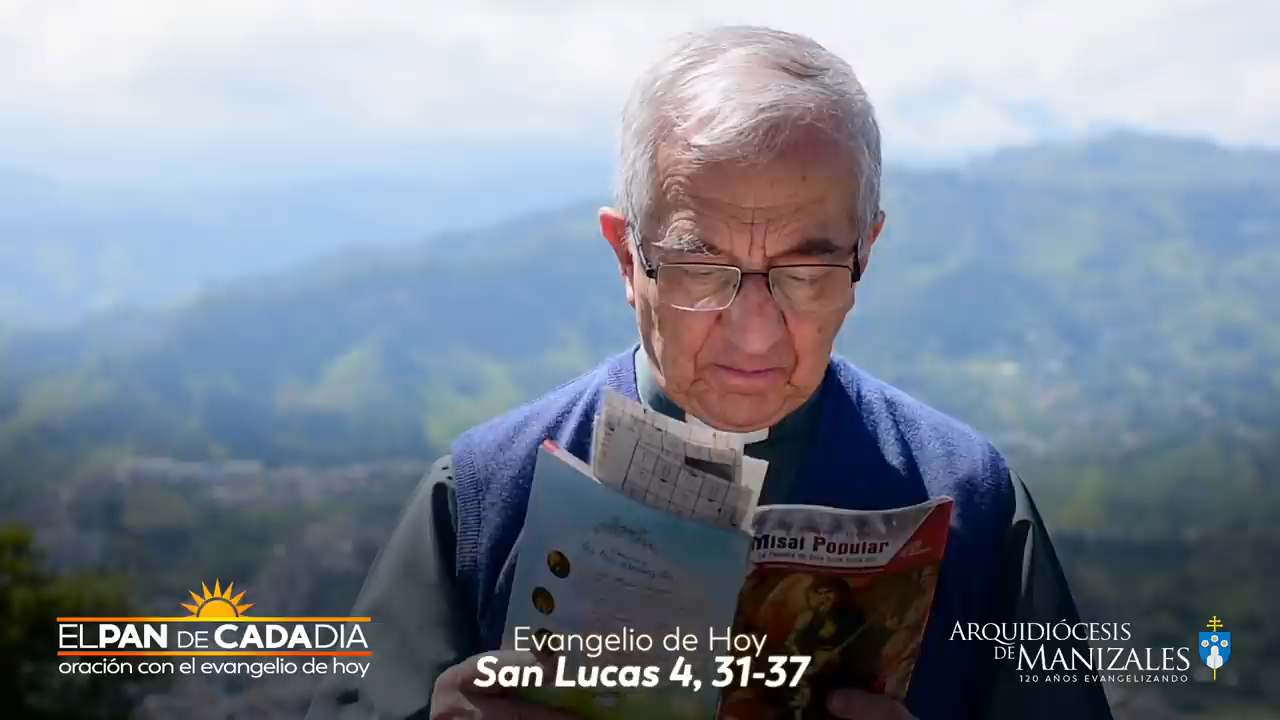 Misal Popular
EL PAN DE CADA DIA
oración con el evangelio de hoy
Evangelio de Hoy
San Lucas 4, 31-37
ARQUIDIÓCESIS
DE MANIZALES
120 AÑOS EVANGELIZANDO